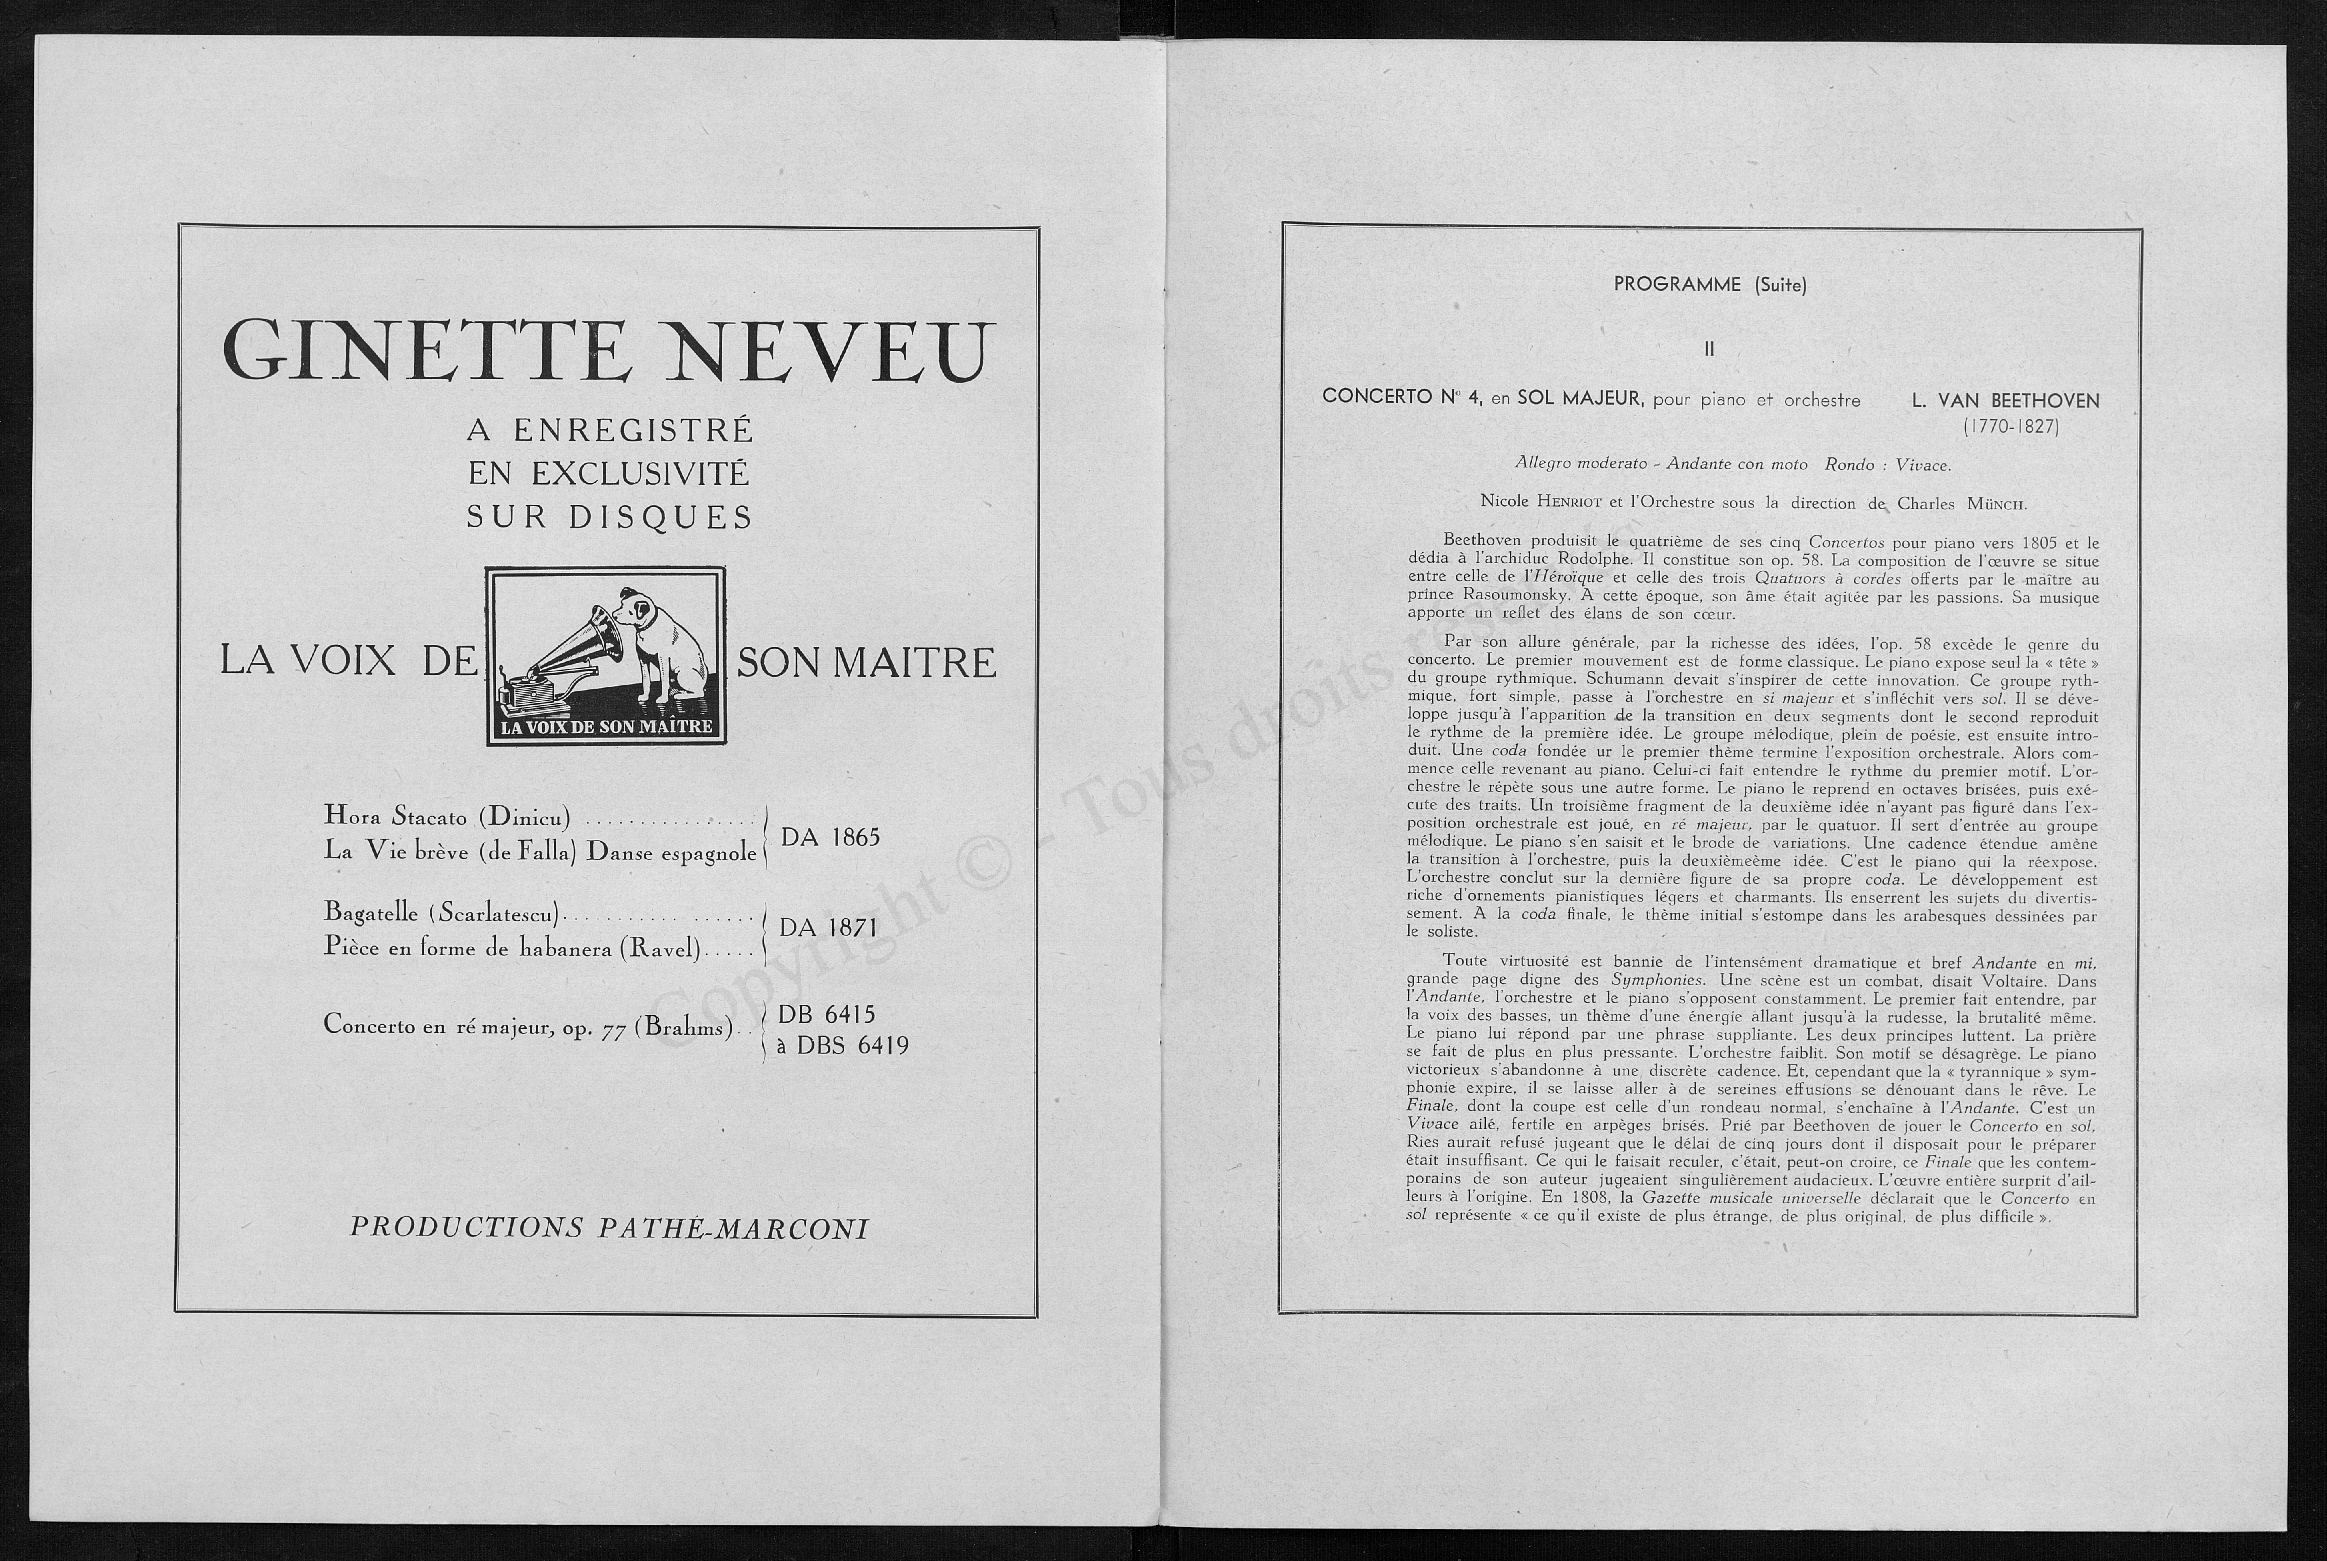 GINETTE NEVEU
A ENREGISTRÉ
EN EXCLUSIVITÉ
SUR DISQUES
LA VOIX DE SON MAITRE
LA VOIX DE SON MAÎTRE
Hora Stacato (Dinicu) ................
La Vie brève (de Falla) Danse espagnole
DA 1865
Bagatelle (Scarlatescu)................
Pièce en forme de habanera (Ravel).....
DA 1871
Concerto en ré majeur, op. 77 (Brahms)..
DB 6415
à DBS 6419
PRODUCTIONS PATHÉ-MARCONI
PROGRAMME (Suite)
II
CONCERTO N° 4, en SOL MAJEUR, pour piano et orchestre L. VAN BEETHOVEN
(1770-1827)
Allegro moderato - Andante con moto Rondo : Vivace.
Nicole HENRIOT et l'Orchestre sous la direction de Charles MÜNCH.
Beethoven produisit le quatrième de ses cinq Concertos pour piano vers 1805 et le
dédia à l'archiduc Rodolphe. Il constitue son op. 58. La composition de l'œuvre se situe
entre celle de l'Héroïque et celle des trois Quatuors à cordes offerts par le maître au
prince Rasoumonsky. A cette époque, son âme était agitée par les passions. Sa musique
apporte un reflet des élans de son cœur.
Par son allure générale, par la richesse des idées, l'op. 58 excède le genre du
concerto. Le premier mouvement est de forme classique. Le piano expose seul la « tête »
du groupe rythmique. Schumann devait s'inspirer de cette innovation. Ce groupe ryth-
mique, fort simple, passe à l'orchestre en si majeur et s'infléchit vers sol. Il se déve-
loppe jusqu'à l'apparition de la transition en deux segments dont le second reproduit
le rythme de la première idée. Le groupe mélodique, plein de poésie, est ensuite intro-
duit. Une coda fondée ur le premier thème termine l'exposition orchestrale. Alors com-
mence celle revenant au piano. Celui-ci fait entendre le rythme du premier motif. L'or-
chestre le répète sous une autre forme. Le piano le reprend en octaves brisées, puis exé-
cute des traits. Un troisième fragment de la deuxième idée n'ayant pas figuré dans l'ex-
position orchestrale est joué, en ré majeur, par le quatuor. Il sert d'entrée au groupe
mélodique. Le piano s'en saisit et le brode de variations. Une cadence étendue amène
la transition à l'orchestre, puis la deuxièmeème idée. C'est le piano qui la réexpose.
L'orchestre conclut sur la dernière figure de sa propre coda. Le développement est
riche d'ornements pianistiques légers et charmants. Ils enserrent les sujets du divertis-
sement. A la coda finale, le thème initial s'estompe dans les arabesques dessinées par
le soliste.
Toute virtuosité est bannie de l'intensément dramatique et bref Andante en mi,
grande page digne des Symphonies. Une scène est un combat, disait Voltaire. Dans
l'Andante, l'orchestre et le piano s'opposent constamment. Le premier fait entendre, par
la voix des basses, un thème d'une énergie allant jusqu'à la rudesse, la brutalité même.
Le piano lui répond par une phrase suppliante. Les deux principes luttent. La prière
se fait de plus en plus pressante. L'orchestre faiblit. Son motif se désagrège. Le piano
victorieux s'abandonne à une discrète cadence. Et, cependant que la « tyrannique » sym-
phonie expire, il se laisse aller à de sereines effusions se dénouant dans le rêve. Le
Finale, dont la coupe est celle d'un rondeau normal, s'enchaîne à l'Andante. C'est un
Vivace ailé, fertile en arpèges brisés. Prié par Beethoven de jouer le Concerto en sol,
Ries aurait refusé jugeant que le délai de cinq jours dont il disposait pour le préparer
était insuffisant. Ce qui le faisait reculer, c'était, peut-on croire, ce Finale que les contem-
porains de son auteur jugeaient singulièrement audacieux. L'œuvre entière surprit d'ail-
leurs à l'origine. En 1808, la Gazette musicale universelle déclarait que le Concerto en
sol représente « ce qu'il existe de plus étrange, de plus original, de plus difficile ».
Copyright © - Tous droits réservés